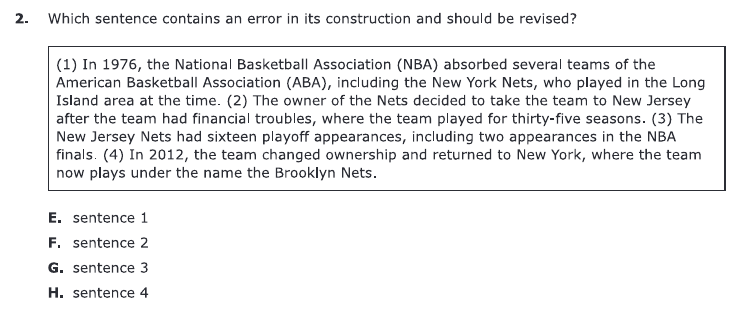 2. Which sentence contains an error in its construction and should be revised?
(1) In 1976, the National Basketball Association (NBA) absorbed several teams of the
American Basketball Association (ABA), including the New York Nets, who played in the Long
Island area at the time. (2) The owner of the Nets decided to take the team to New Jersey
after the team had financial troubles, where the team played for thirty-five seasons. (3) The
New Jersey Nets had sixteen playoff appearances, including two appearances in the NBA
finals. (4) In 2012, the team changed ownership and returned to New York, where the team
now plays under the name the Brooklyn Nets.
E. sentence 1
F. sentence 2
G. sentence 3
H. sentence 4